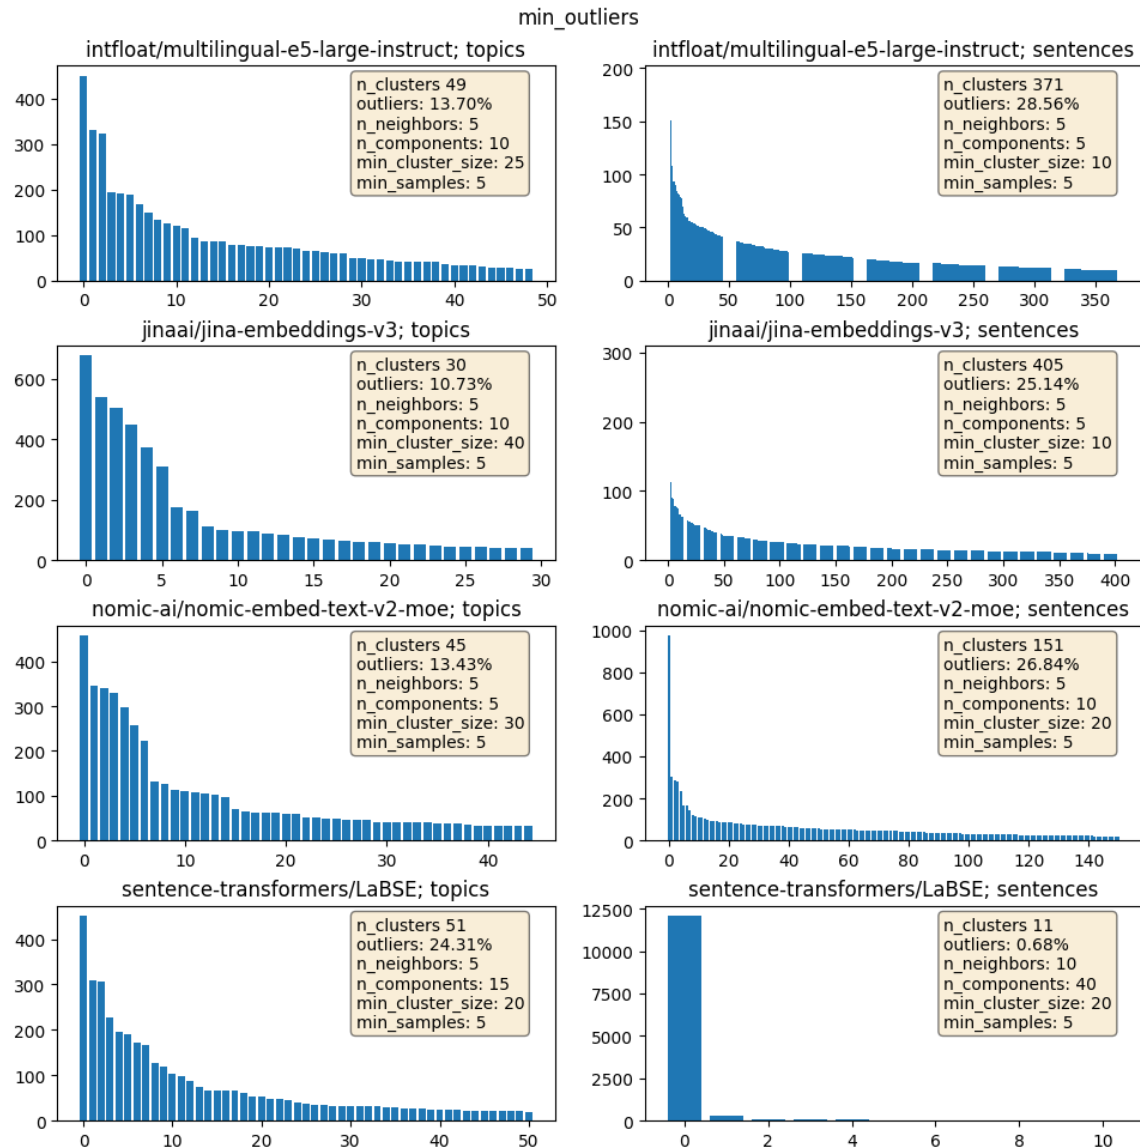 min_outliers
intfloat/multilingual-e5-large-instruct; topics
n_clusters 49
outliers: 13.70%
n_neighbors: 5
n_components: 10
min_cluster_size: 25
min_samples: 5
400
300
200
100
0
0 10 20 30 40 50
intfloat/multilingual-e5-large-instruct; sentences
n_clusters 371
outliers: 28.56%
n_neighbors: 5
n_components: 5
min_cluster_size: 10
min_samples: 5
200
150
100
50
0
0 50 100 150 200 250 300 350
jinaai/jina-embeddings-v3; topics
n_clusters 30
outliers: 10.73%
n_neighbors: 5
n_components: 10
min_cluster_size: 40
min_samples: 5
600
400
200
0
0 5 10 15 20 25 30
jinaai/jina-embeddings-v3; sentences
n_clusters 405
outliers: 25.14%
n_neighbors: 5
n_components: 5
min_cluster_size: 10
min_samples: 5
300
200
100
0
0 50 100 150 200 250 300 350 400
nomic-ai/nomic-embed-text-v2-moe; topics
n_clusters 45
outliers: 13.43%
n_neighbors: 5
n_components: 5
min_cluster_size: 30
min_samples: 5
400
300
200
100
0
0 10 20 30 40
nomic-ai/nomic-embed-text-v2-moe; sentences
n_clusters 151
outliers: 26.84%
n_neighbors: 5
n_components: 10
min_cluster_size: 20
min_samples: 5
1000
800
600
400
200
0
0 20 40 60 80 100 120 140
sentence-transformers/LaBSE; topics
n_clusters 51
outliers: 24.31%
n_neighbors: 5
n_components: 15
min_cluster_size: 20
min_samples: 5
400
300
200
100
0
0 10 20 30 40 50
sentence-transformers/LaBSE; sentences
n_clusters 11
outliers: 0.68%
n_neighbors: 10
n_components: 40
min_cluster_size: 20
min_samples: 5
12500
10000
7500
5000
2500
0
0 2 4 6 8 10